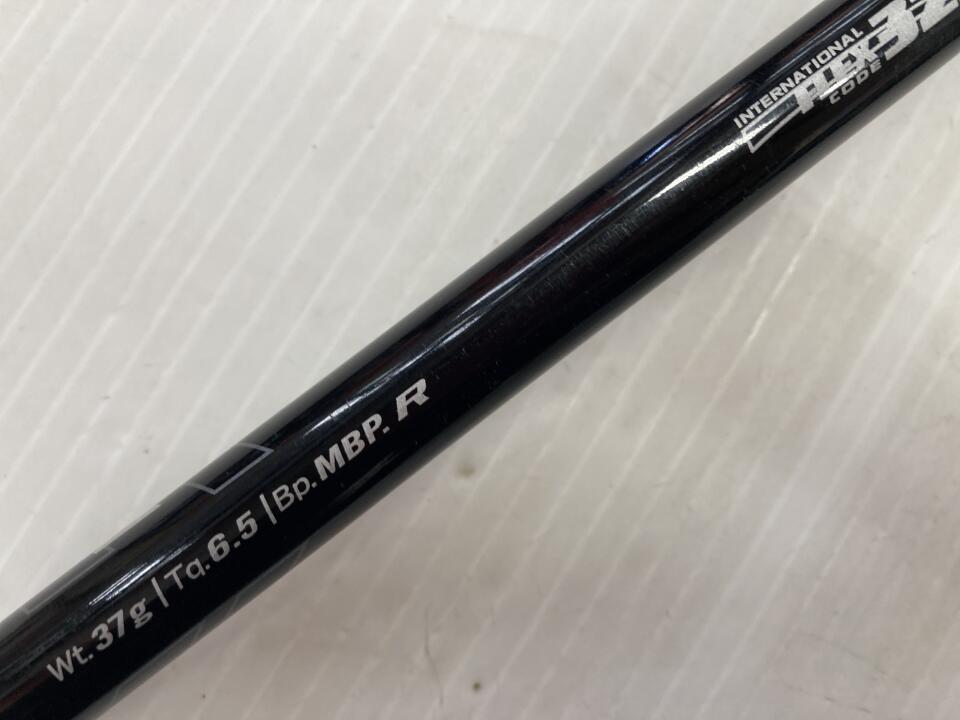 INTERNATIONAL
FLEX
CODE
Wt.37g|Tq.6.5|Bp.MBP. R